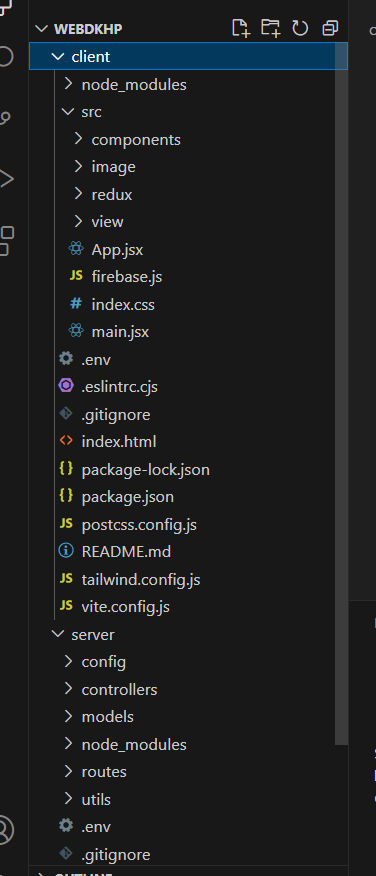 WEBDKHP
client
node_modules
src
components
image
redux
view
App.jsx
JS firebase.js
# index.css
main.jsx
.env
.eslintrc.cjs
.gitignore
<> index.html
{} package-lock.json
{} package.json
JS postcss.config.js
README.md
JS tailwind.config.js
JS vite.config.js
server
config
controllers
models
node_modules
routes
utils
.env
.gitignore